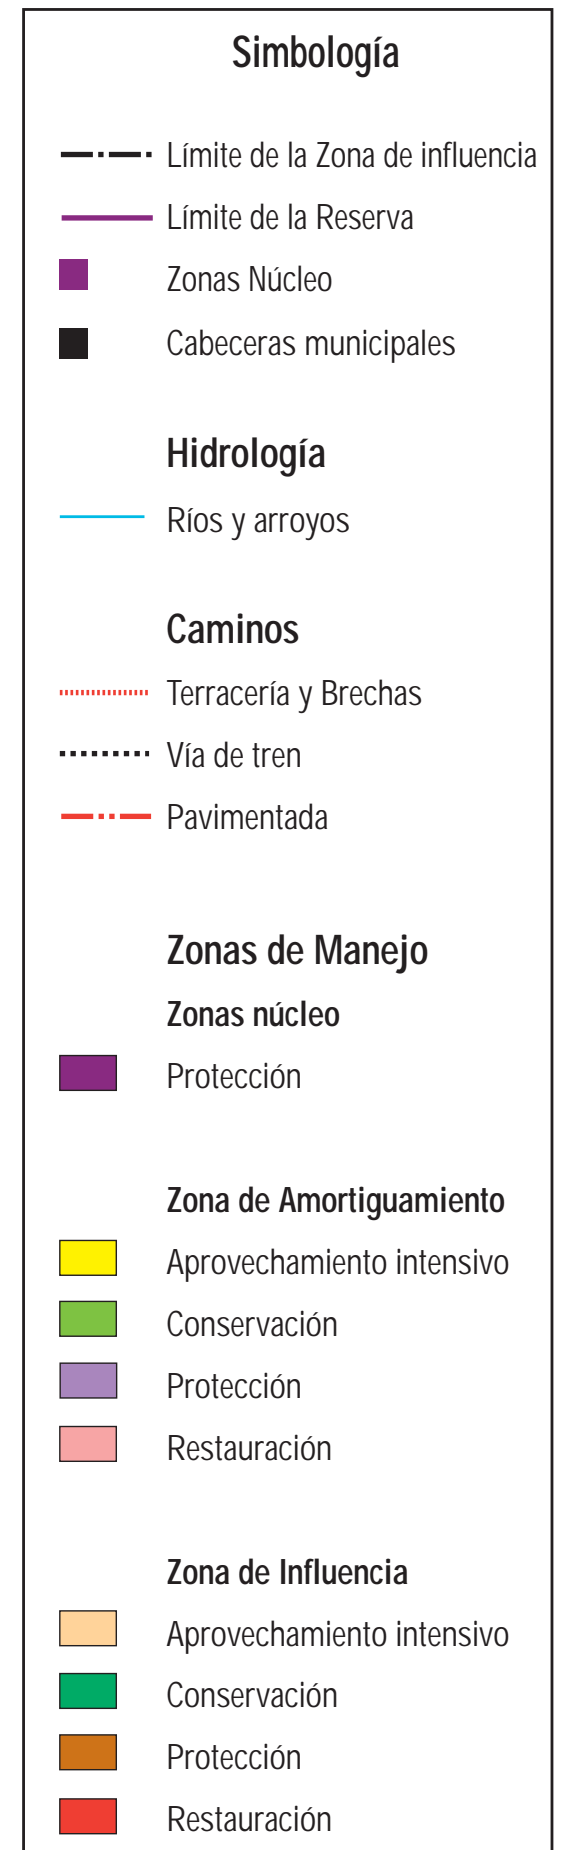 Simbología
Límite de la Zona de influencia
Límite de la Reserva
Zonas Núcleo
Cabeceras municipales
Hidrología
Ríos y arroyos
Caminos
Terracería y Brechas
Vía de tren
Pavimentada
Zonas de Manejo
Zonas núcleo
Protección
Zona de Amortiguamiento
Aprovechamiento intensivo
Conservación
Protección
Restauración
Zona de Influencia
Aprovechamiento intensivo
Conservación
Protección
Restauración